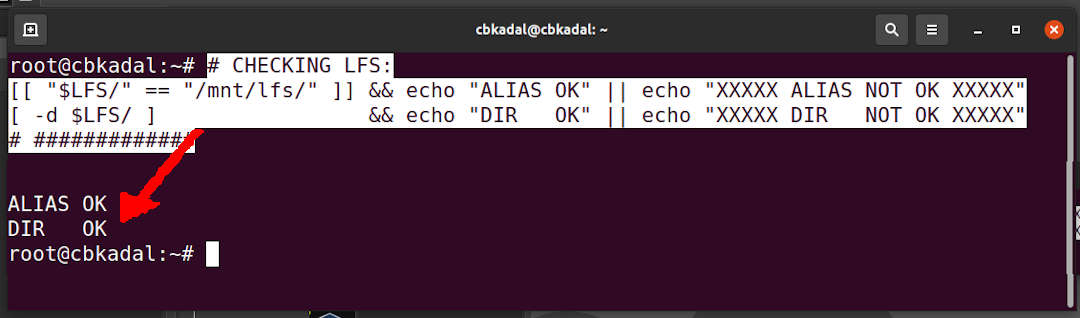 cbkadal@cbkadal: ~
root@cbkadal:~# # CHECKING LFS:
[[ "$LFS/" == "/mnt/lfs/" ]] && echo "ALIAS OK" || echo "XXXXX ALIAS NOT OK XXXXX"
[ -d $LFS/ ]                 && echo "DIR   OK" || echo "XXXXX DIR   NOT OK XXXXX"
# #############
ALIAS OK
DIR   OK
root@cbkadal:~#